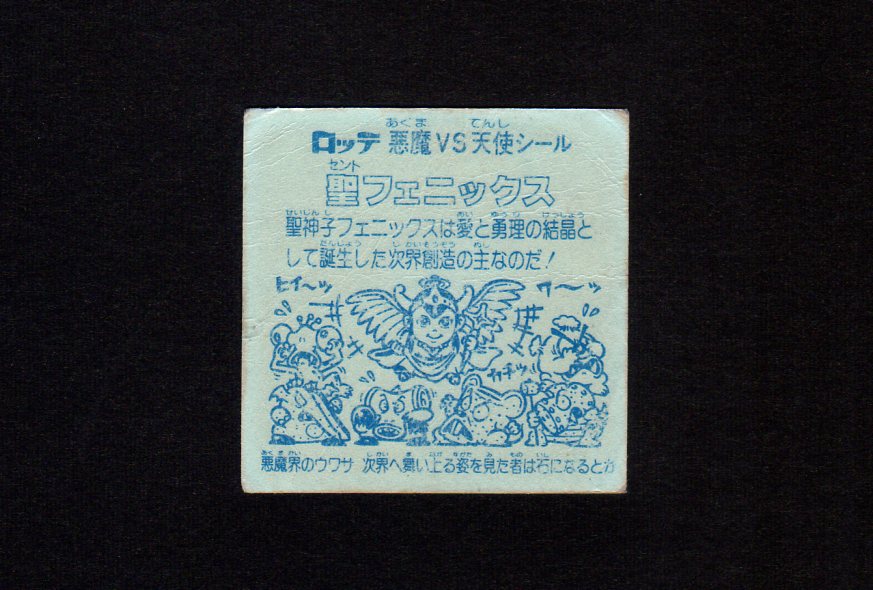 ロッテ 悪魔VS天使シール
聖フェニックス
聖神子フェニックスは愛と勇理の結晶と
して誕生した次界創造の主なのだ!
ヒイ〜ッ
ワ〜ッ
カチッ
悪魔界のウワサ 次界へ舞い上る姿を見た者は石になるとか